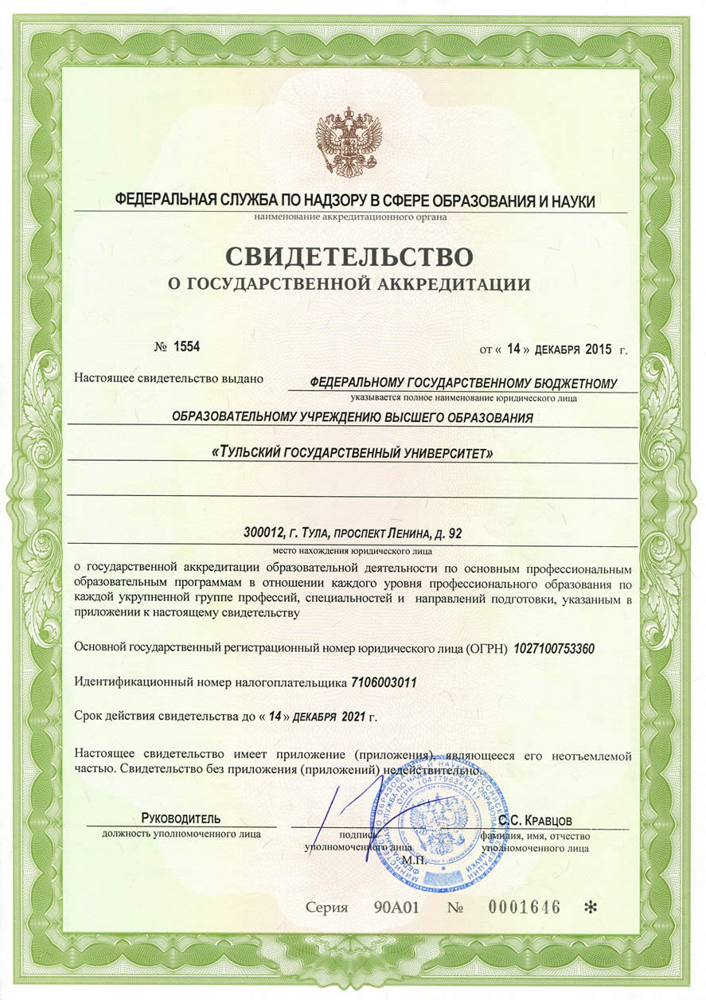 ФЕДЕРАЛЬНАЯ СЛУЖБА ПО НАДЗОРУ В СФЕРЕ ОБРАЗОВАНИЯ И НАУКИ
наименование аккредитационного органа
СВИДЕТЕЛЬСТВО
О ГОСУДАРСТВЕННОЙ АККРЕДИТАЦИИ
№ 1554 от « 14 » ДЕКАБРЯ 2015 г.
Настоящее свидетельство выдано ФЕДЕРАЛЬНОМУ ГОСУДАРСТВЕННОМУ БЮДЖЕТНОМУ
указывается полное наименование юридического лица
ОБРАЗОВАТЕЛЬНОМУ УЧРЕЖДЕНИЮ ВЫСШЕГО ОБРАЗОВАНИЯ
«ТУЛЬСКИЙ ГОСУДАРСТВЕННЫЙ УНИВЕРСИТЕТ»
300012, Г. ТУЛА, ПРОСПЕКТ ЛЕНИНА, Д. 92
место нахождения юридического лица
о государственной аккредитации образовательной деятельности по основным профессиональным
образовательным программам в отношении каждого уровня профессионального образования по
каждой укрупненной группе профессий, специальностей и направлений подготовки, указанным в
приложении к настоящему свидетельству
Основной государственный регистрационный номер юридического лица (ОГРН) 1027100753360
Идентификационный номер налогоплательщика 7106003011
Срок действия свидетельства до « 14 » ДЕКАБРЯ 2021 г.
Настоящее свидетельство имеет приложение (приложения), являющееся его неотъемлемой
частью. Свидетельство без приложения (приложений) недействительно.
РУКОВОДИТЕЛЬ С.С. КРАВЦОВ
должность уполномоченного лица подпись фамилия, имя, отчество
уполномоченного лица уполномоченного лица
М.П.
Серия 90А01 № 0001646 *